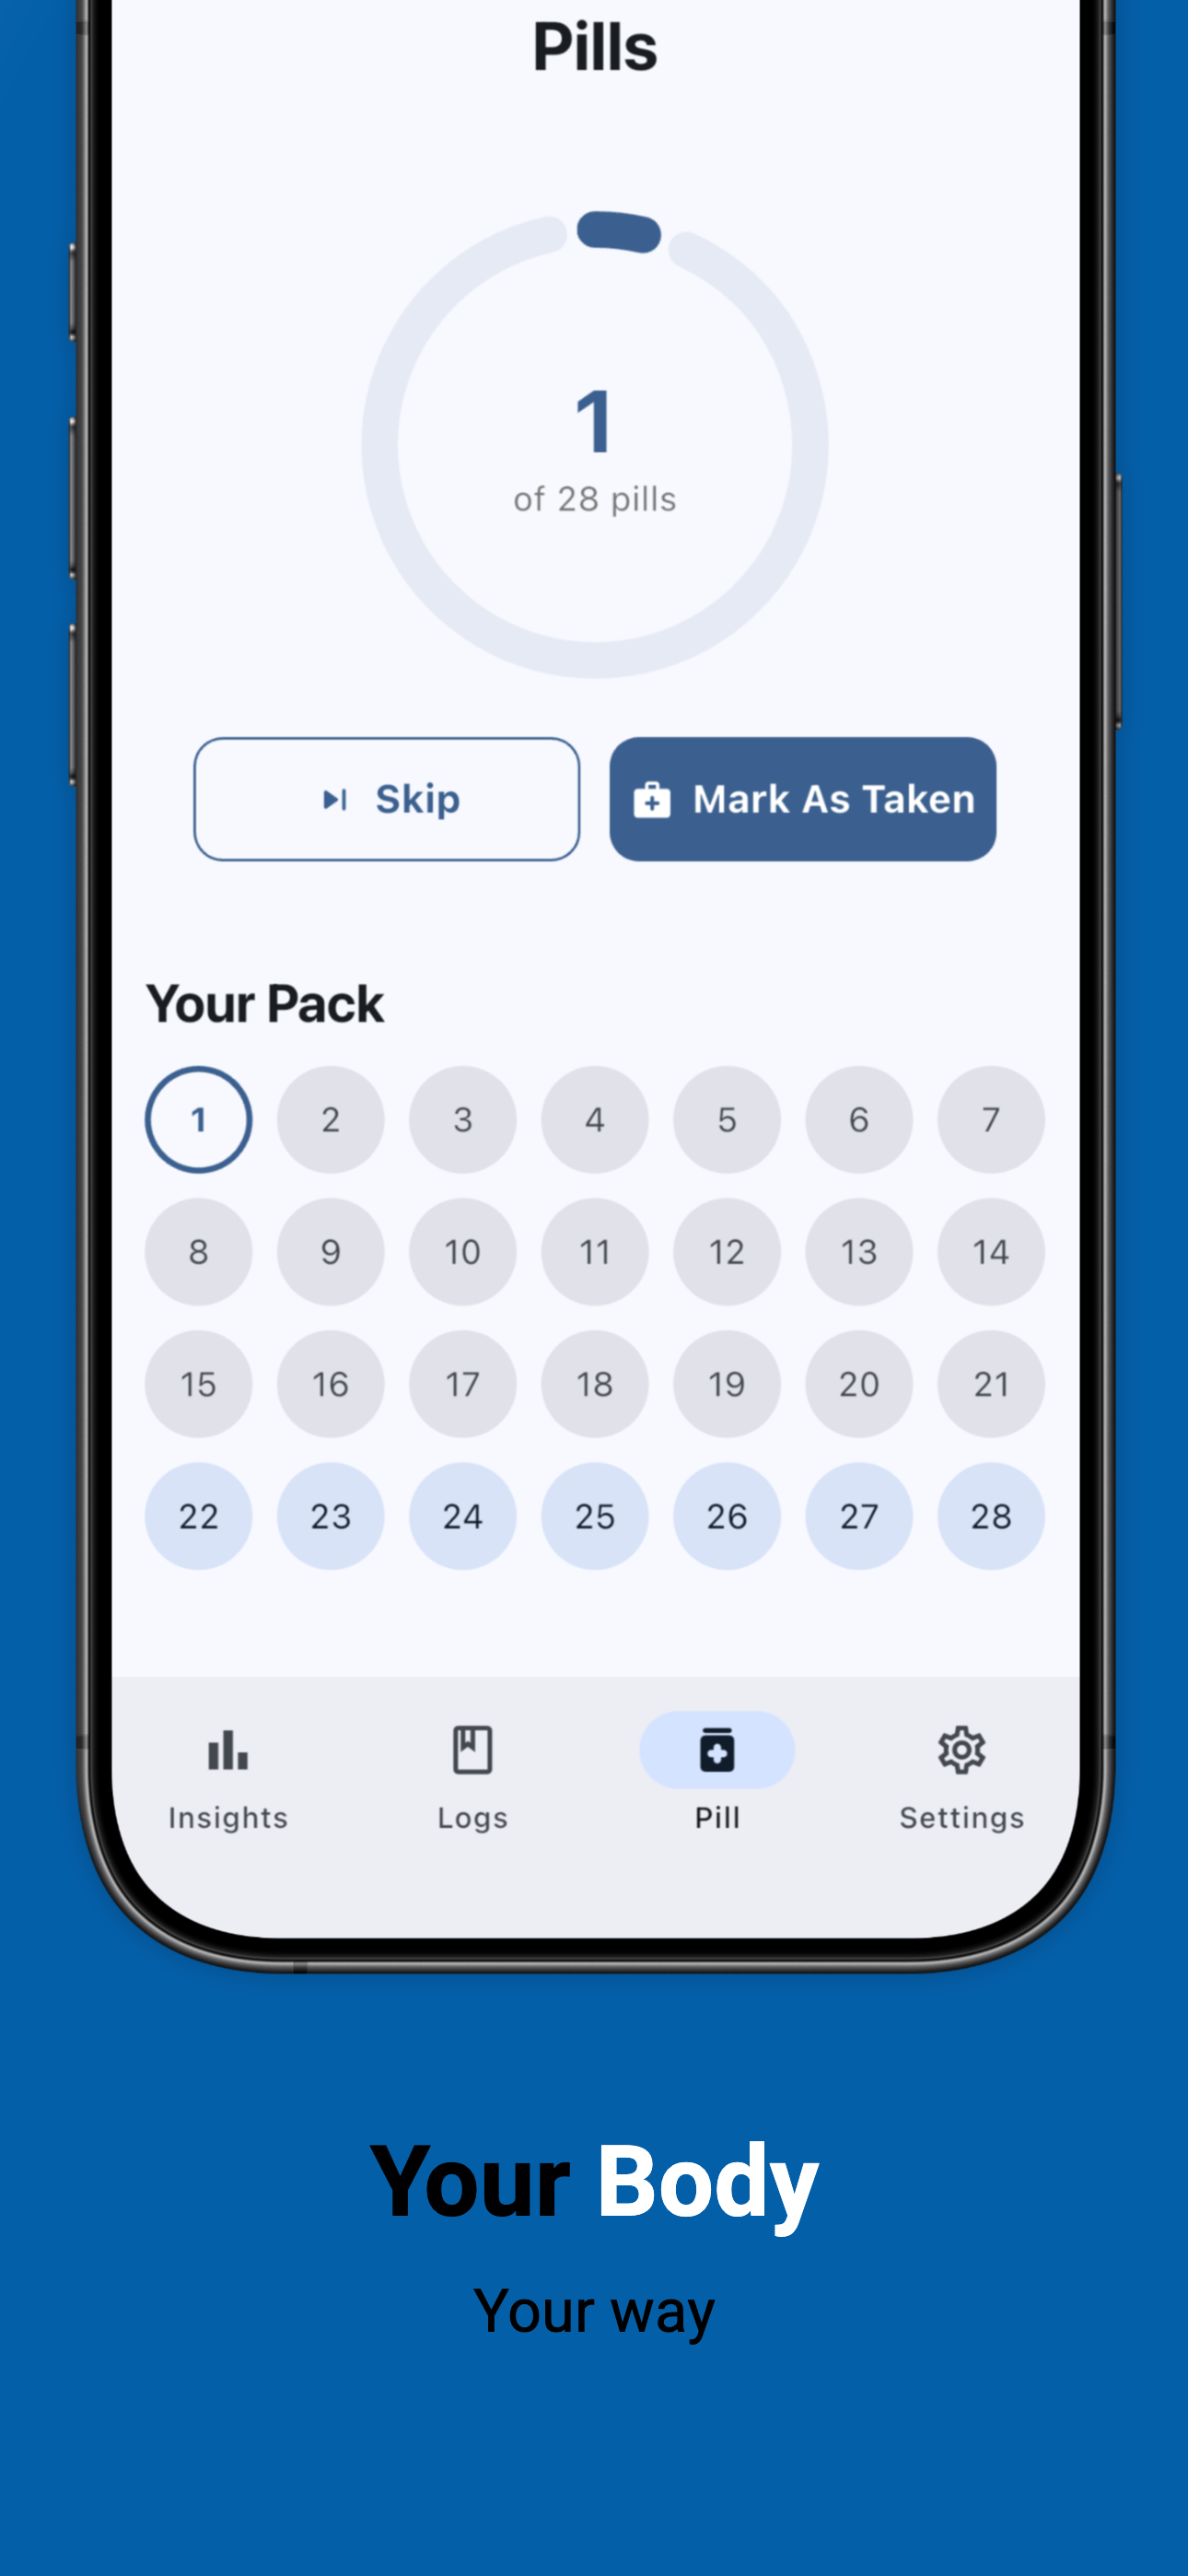 Pills
1
of 28 pills
Skip
Mark As Taken
Your Pack
1 2 3 4 5 6 7
8 9 10 11 12 13 14
15 16 17 18 19 20 21
22 23 24 25 26 27 28
Insights Logs Pill Settings
Your Body
Your way